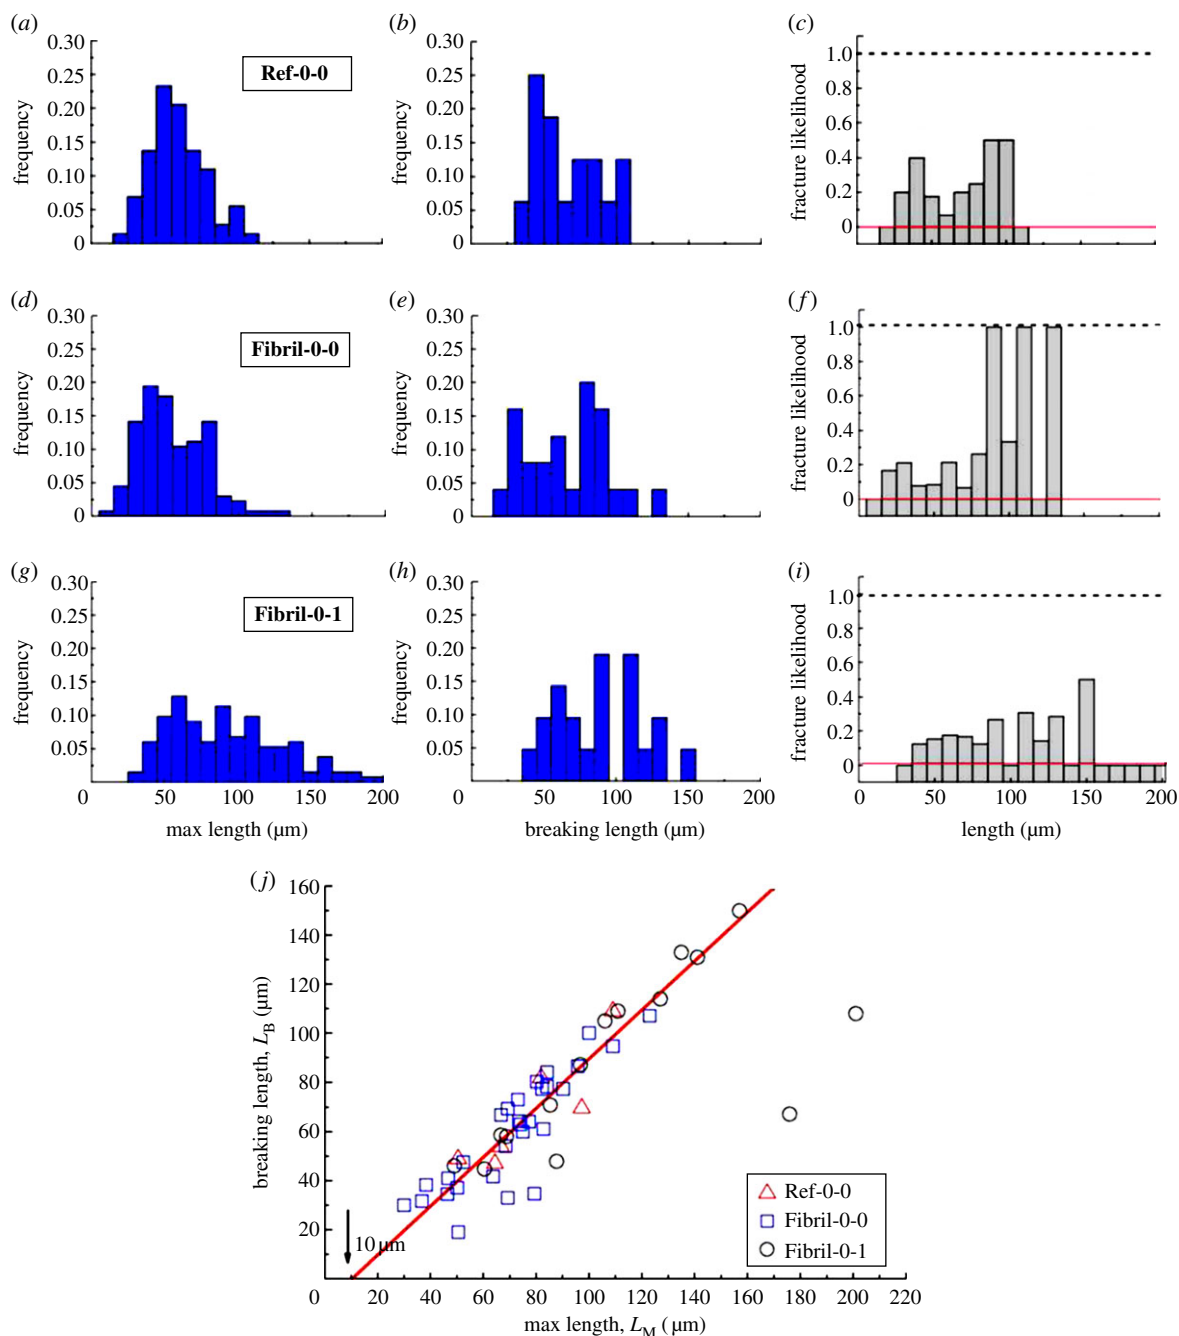 (a)
0.30
0.25
0.20
0.15
0.10
0.05
0
frequency
Ref-0-0
(b)
0.30
0.25
0.20
0.15
0.10
0.05
0
frequency
(c)
1.0
0.8
0.6
0.4
0.2
0
fracture likelihood
(d)
0.30
0.25
0.20
0.15
0.10
0.05
0
frequency
Fibril-0-0
(e)
0.30
0.25
0.20
0.15
0.10
0.05
0
frequency
(f)
1.0
0.8
0.6
0.4
0.2
0
fracture likelihood
(g)
0.30
0.25
0.20
0.15
0.10
0.05
frequency
Fibril-0-1
0 50 100 150 200
max length (µm)
(h)
0.30
0.25
0.20
0.15
0.10
0.05
frequency
0 50 100 150 200
breaking length (µm)
(i)
1.0
0.8
0.6
0.4
0.2
0
fracture likelihood
0 50 100 150 200
length (µm)
(j)
160
140
120
100
80
60
40
20
breaking length, L_B (µm)
10 µm
Ref-0-0
Fibril-0-0
Fibril-0-1
0 20 40 60 80 100 120 140 160 180 200 220
max length, L_M (µm)